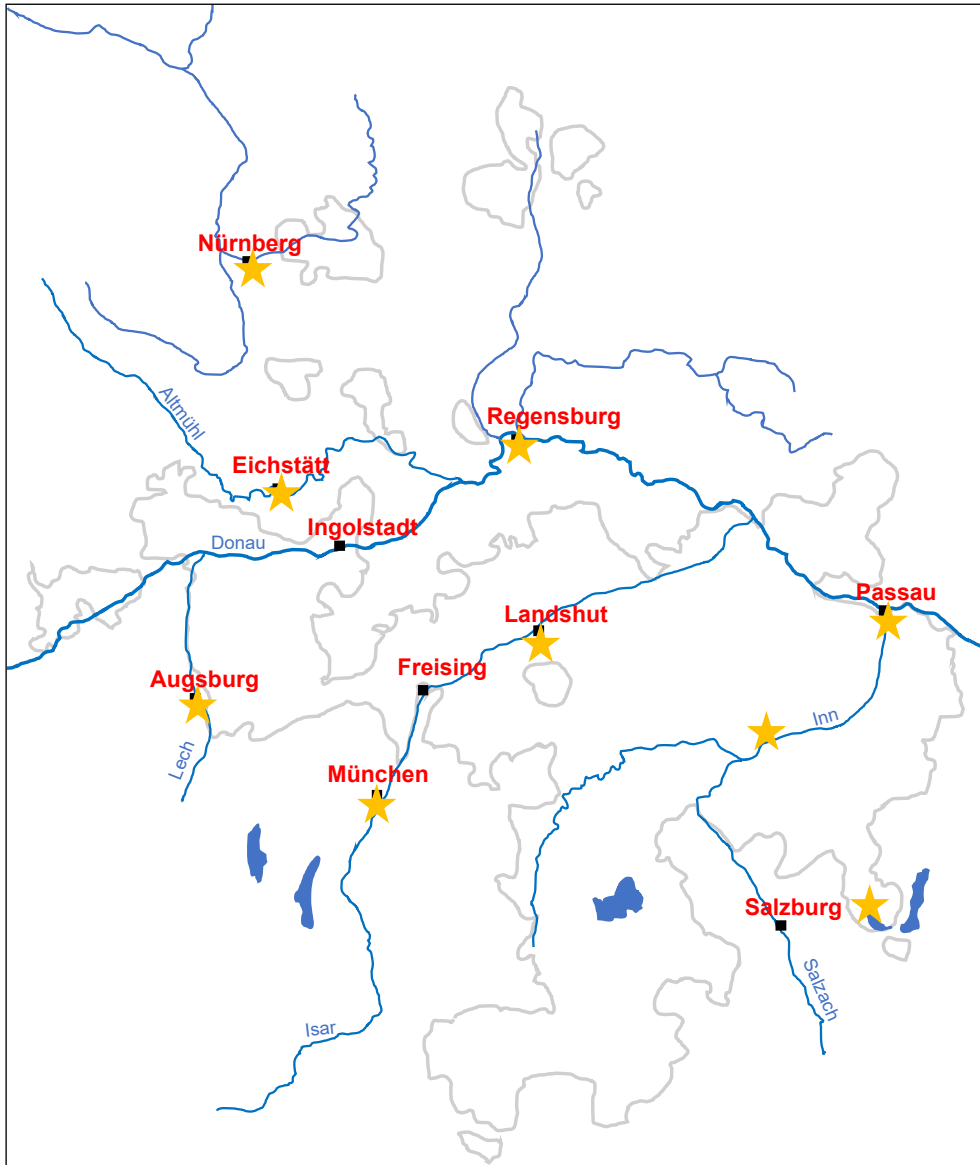 Nürnberg
Altmühl
Regensburg
Eichstätt
Ingolstadt
Donau
Passau
Landshut
Freising
Augsburg
Inn
Lech
München
Salzburg
Salzach
Isar